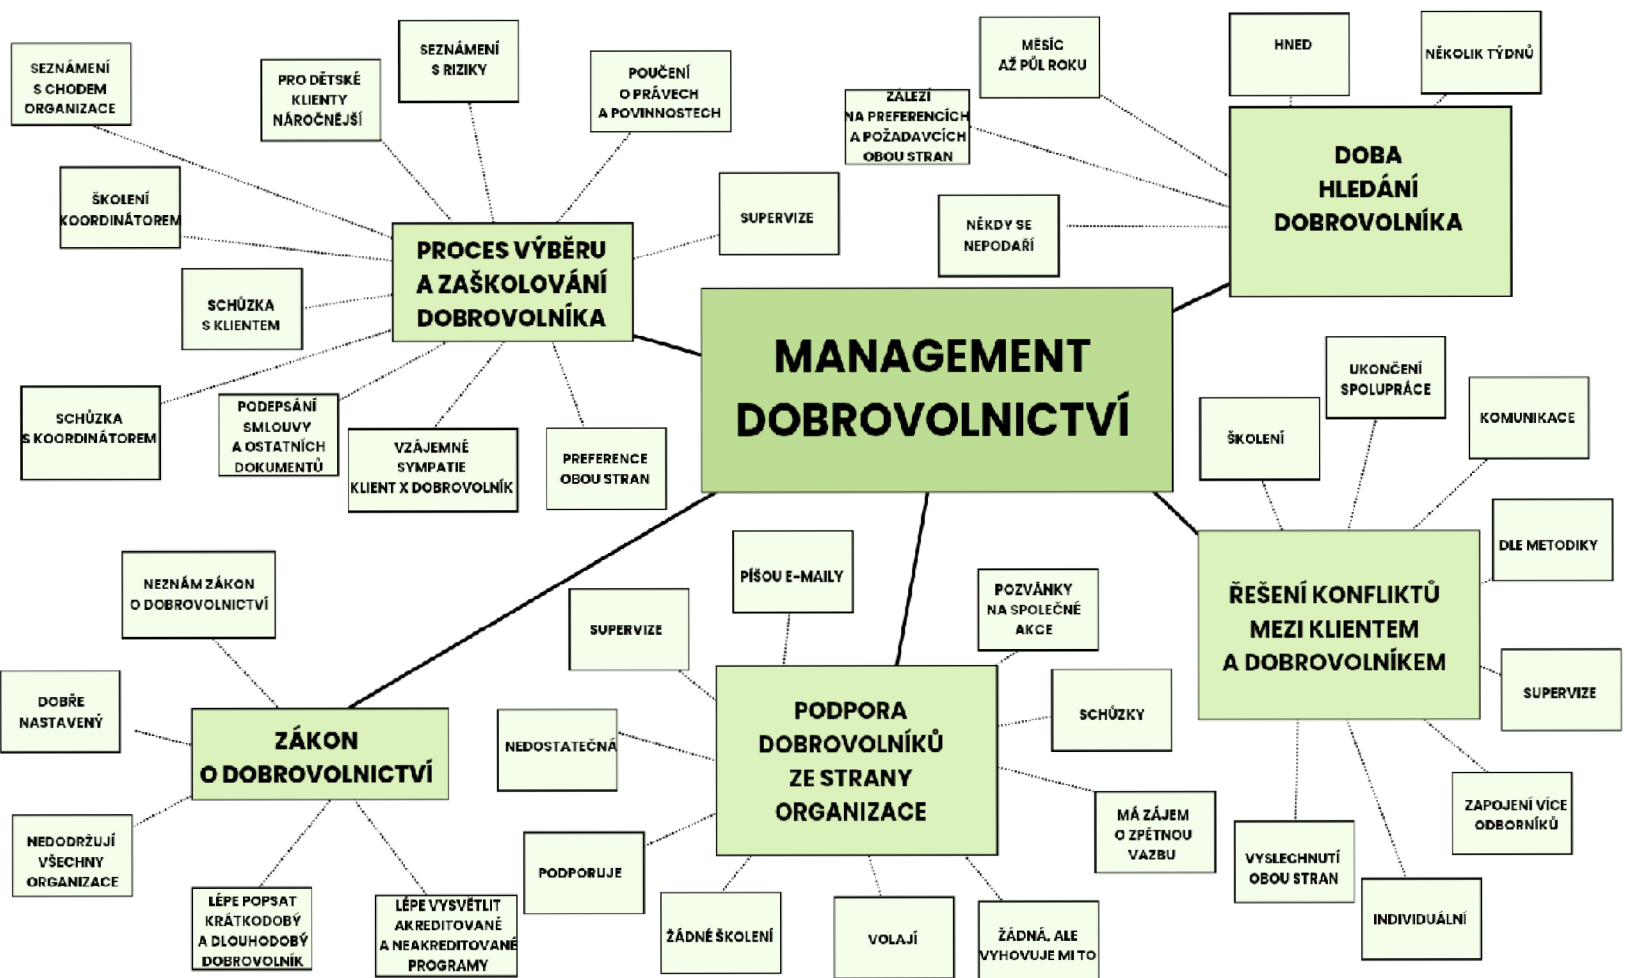 SEZNÁMENÍ
S CHODEM
ORGANIZACE
PRO DĚTSKÉ
KLIENTY
NÁROČNĚJŠÍ
SEZNÁMENÍ
S RIZIKY
POUČENÍ
O PRÁVECH
A POVINNOSTECH
ŠKOLENÍ
KOORDINÁTOREM
SUPERVIZE
PROCES VÝBĚRU
A ZAŠKOLOVÁNÍ
DOBROVOLNÍKA
SCHŮZKA
S KLIENTEM
SCHŮZKA
S KOORDINÁTOREM
PODEPSÁNÍ
SMLOUVY
A OSTATNÍCH
DOKUMENTŮ
VZÁJEMNÉ
SYMPATIE
KLIENT X DOBROVOLNÍK
PREFERENCE
OBOU STRAN
MĚSÍC
AŽ PŮL ROKU
HNED
NĚKOLIK TÝDNŮ
ZÁLEZÍ
NA PREFERENCÍCH
A POŽADAVCÍCH
OBOU STRAN
NĚKDY SE
NEPODAŘÍ
DOBA
HLEDÁNÍ
DOBROVOLNÍKA
MANAGEMENT
DOBROVOLNICTVÍ
UKONČENÍ
SPOLUPRÁCE
ŠKOLENÍ
KOMUNIKACE
DLE METODIKY
ŘEŠENÍ KONFLIKTŮ
MEZI KLIENTEM
A DOBROVOLNÍKEM
SUPERVIZE
ZAPOJENÍ VÍCE
ODBORNÍKŮ
VYSLECHNUTÍ
OBOU STRAN
INDIVIDUÁLNÍ
NEZNÁM ZÁKON
O DOBROVOLNICTVÍ
DOBŘE
NASTAVENÝ
ZÁKON
O DOBROVOLNICTVÍ
NEDODRŽUJÍ
VŠECHNY
ORGANIZACE
LÉPE POPSAT
KRÁTKODOBÝ
A DLOUHODOBÝ
DOBROVOLNÍK
LÉPE VYSVĚTLIT
AKREDITOVANÉ
A NEAKREDITOVANÉ
PROGRAMY
PÍŠOU E-MAILY
SUPERVIZE
POZVÁNKY
NA SPOLEČNÉ
AKCE
NEDOSTATEČNÁ
SCHŮZKY
PODPORA
DOBROVOLNÍKŮ
ZE STRANY
ORGANIZACE
MÁ ZÁJEM
O ZPĚTNOU
VAZBU
PODPORUJE
ŽÁDNÉ ŠKOLENÍ
VOLAJÍ
ŽÁDNÁ, ALE
VYHOVUJE MI TO